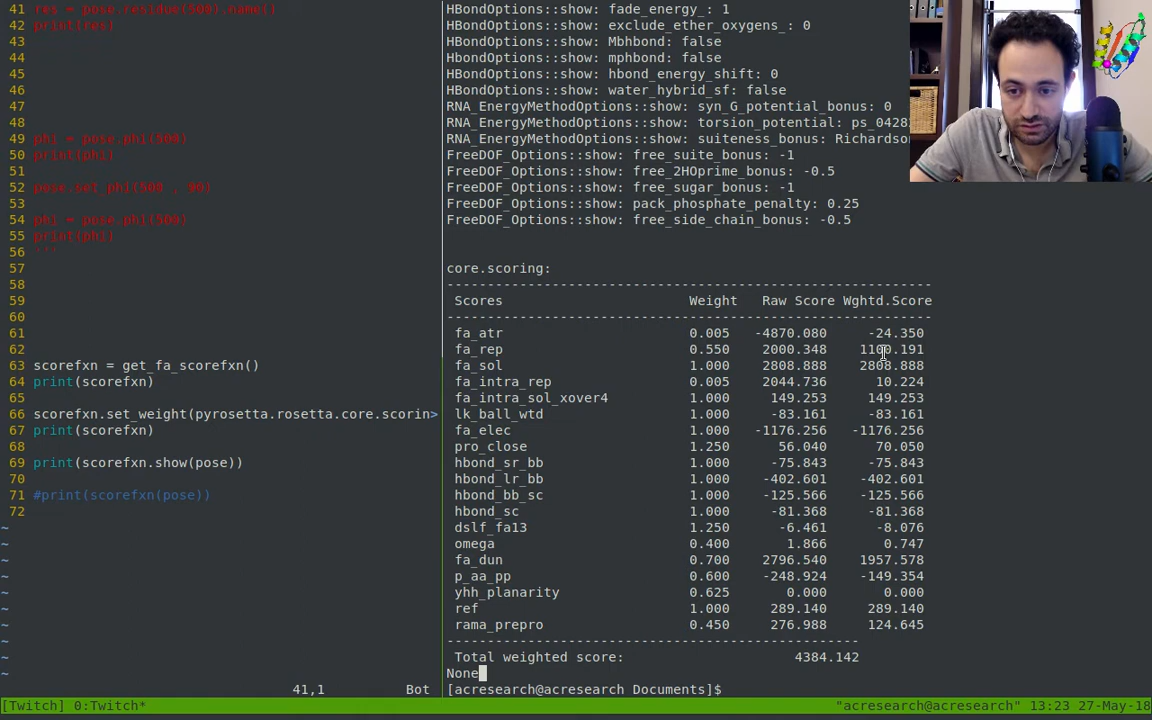 41 res = pose.residue(500).name()
42 print(res)
43
44
45
46
47
48
49 phi = pose.phi(500)
50 print(phi)
51
52 pose.set_phi(500 , 90)
53
54 phi = pose.phi(500)
55 print(phi)
56 '''
57
58
59
60
61
62
63 scorefxn = get_fa_scorefxn()
64 print(scorefxn)
65
66 scorefxn.set_weight(pyrosetta.rosetta.core.scorin>
67 print(scorefxn)
68
69 print(scorefxn.show(pose))
70
71 #print(scorefxn(pose))
72
~
~
~
~
~
~
~
~
~
~
41,1 Bot
HBondOptions::show: fade_energy_: 1
HBondOptions::show: exclude_ether_oxygens_: 0
HBondOptions::show: Mbhbond: false
HBondOptions::show: mphbond: false
HBondOptions::show: hbond_energy_shift: 0
HBondOptions::show: water_hybrid_sf: false
RNA_EnergyMethodOptions::show: syn_G_potential_bonus: 0
RNA_EnergyMethodOptions::show: torsion_potential: ps_0428
RNA_EnergyMethodOptions::show: suiteness_bonus: Richardson
FreeDOF_Options::show: free_suite_bonus: -1
FreeDOF_Options::show: free_2HOprime_bonus: -0.5
FreeDOF_Options::show: free_sugar_bonus: -1
FreeDOF_Options::show: pack_phosphate_penalty: 0.25
FreeDOF_Options::show: free_side_chain_bonus: -0.5
core.scoring:
------------------------------------------------------------
Scores Weight Raw Score Wghtd.Score
------------------------------------------------------------
fa_atr 0.005 -4870.080 -24.350
fa_rep 0.550 2000.348 1100.191
fa_sol 1.000 2808.888 2808.888
fa_intra_rep 0.005 2044.736 10.224
fa_intra_sol_xover4 1.000 149.253 149.253
lk_ball_wtd 1.000 -83.161 -83.161
fa_elec 1.000 -1176.256 -1176.256
pro_close 1.250 56.040 70.050
hbond_sr_bb 1.000 -75.843 -75.843
hbond_lr_bb 1.000 -402.601 -402.601
hbond_bb_sc 1.000 -125.566 -125.566
hbond_sc 1.000 -81.368 -81.368
dslf_fa13 1.250 -6.461 -8.076
omega 0.400 1.866 0.747
fa_dun 0.700 2796.540 1957.578
p_aa_pp 0.600 -248.924 -149.354
yhh_planarity 0.625 0.000 0.000
ref 1.000 289.140 289.140
rama_prepro 0.450 276.988 124.645
---------------------------------------------------
Total weighted score: 4384.142
None
[acresearch@acresearch Documents]$
[Twitch] 0:Twitch* "acresearch@acresearch" 13:23 27-May-18